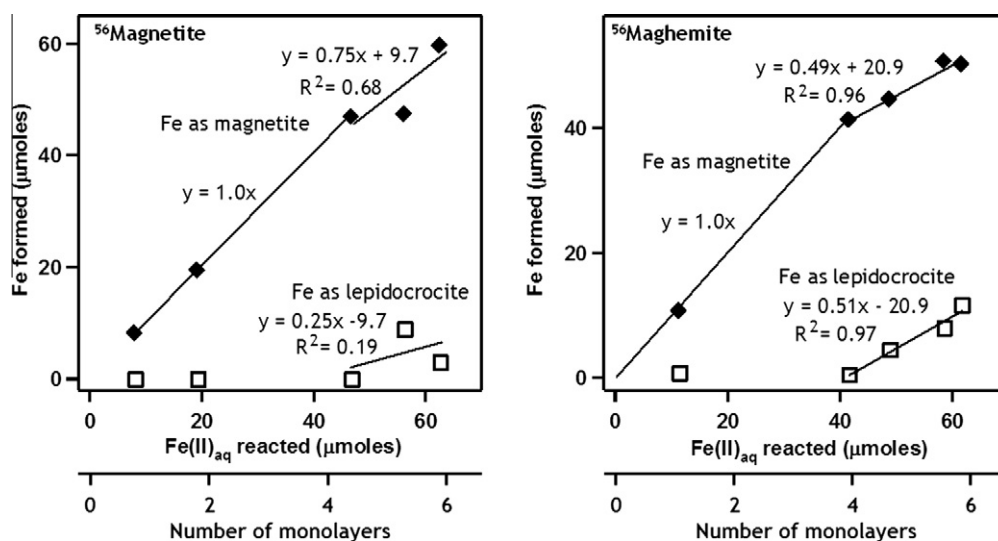 ⁵⁶Magnetite
60
40
20
0
Fe formed (μmoles)
y = 0.75x + 9.7
R²= 0.68
Fe as magnetite
y = 1.0x
Fe as lepidocrocite
y = 0.25x -9.7
R²= 0.19
0 20 40 60
Fe(II)aq reacted (μmoles)
0 2 4 6
Number of monolayers
⁵⁶Maghemite
40
20
0
Fe formed (μmoles)
y = 0.49x + 20.9
R²= 0.96
Fe as magnetite
y = 1.0x
Fe as lepidocrocite
y = 0.51x - 20.9
R²= 0.97
0 20 40 60
Fe(II)aq reacted (μmoles)
0 2 4 6
Number of monolayers